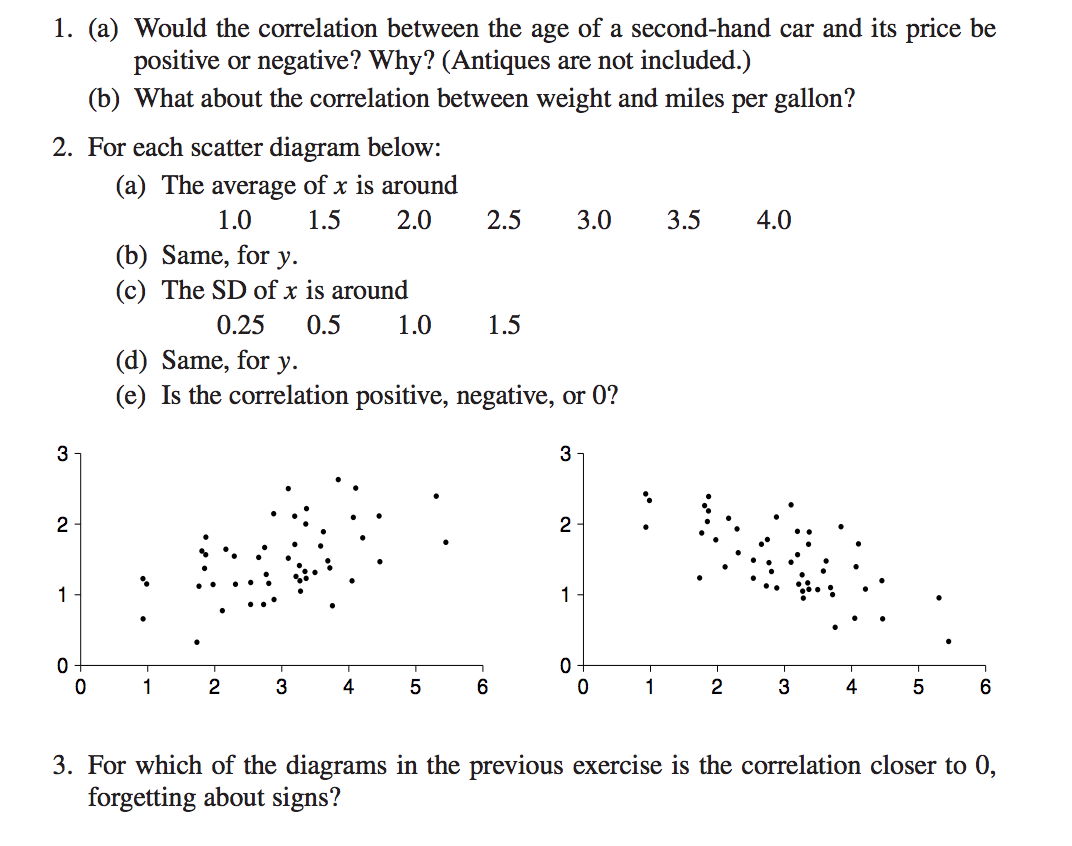 1. (a) Would the correlation between the age of a second-hand car and its price be
positive or negative? Why? (Antiques are not included.)
(b) What about the correlation between weight and miles per gallon?
2. For each scatter diagram below:
(a) The average of x is around
1.0 1.5 2.0 2.5 3.0 3.5 4.0
(b) Same, for y.
(c) The SD of x is around
0.25 0.5 1.0 1.5
(d) Same, for y.
(e) Is the correlation positive, negative, or 0?
3
2
1
0
0 1 2 3 4 5 6
3
2
1
0
0 1 2 3 4 5 6
3. For which of the diagrams in the previous exercise is the correlation closer to 0,
forgetting about signs?